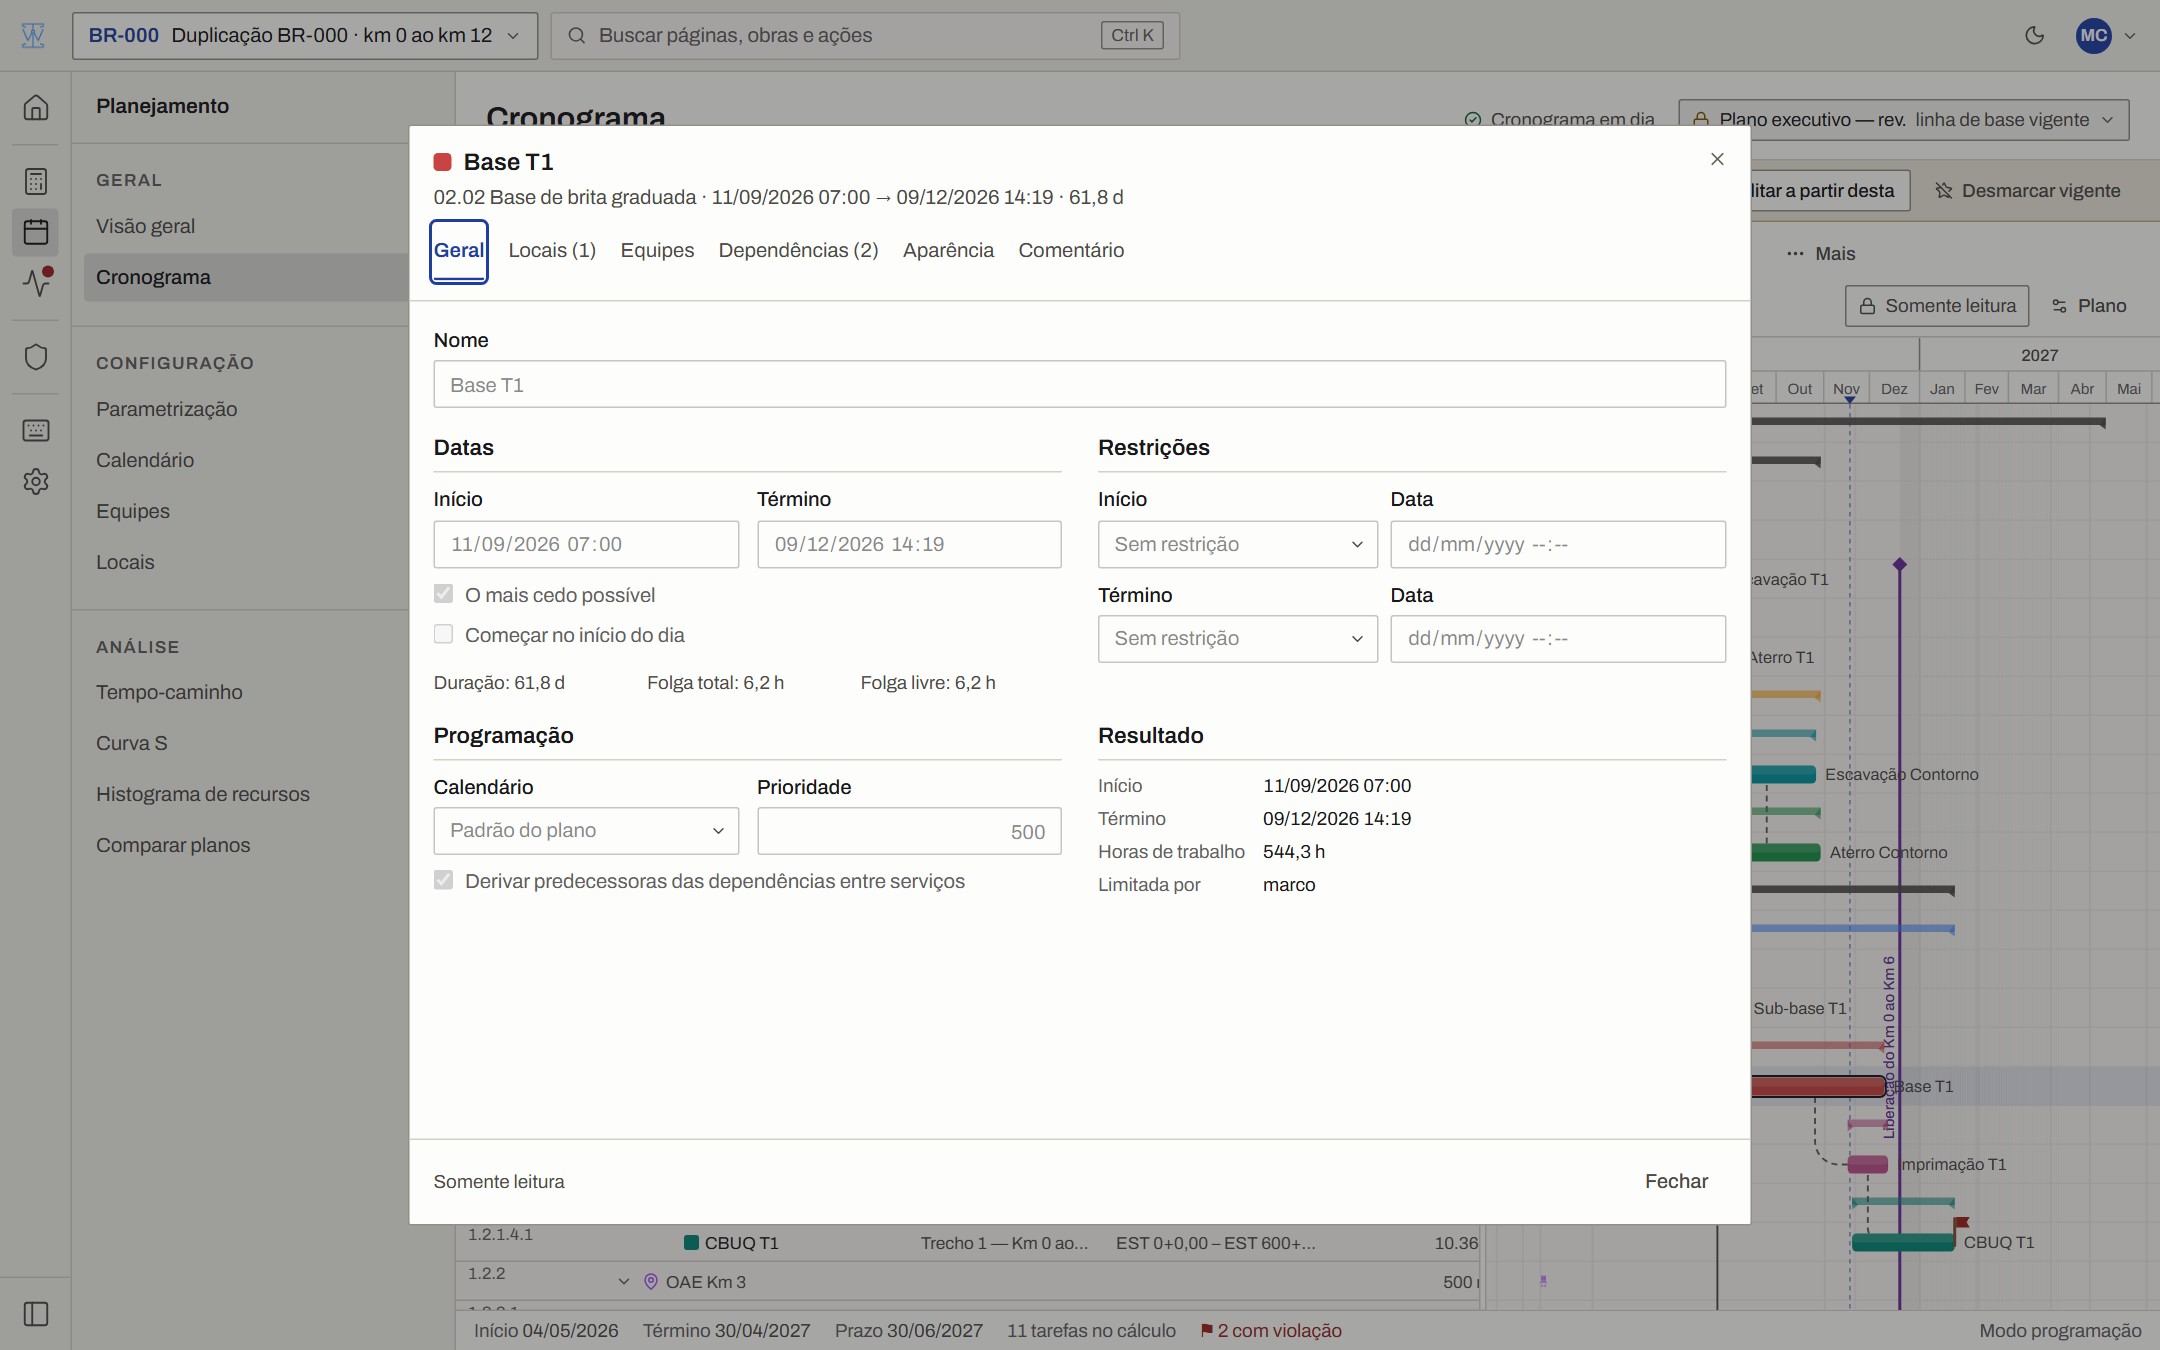 BR-000 Duplicação BR-000 · km 0 ao km 12
Buscar páginas, obras e ações Ctrl K
MC
Planejamento
GERAL
Visão geral
Cronograma
CONFIGURAÇÃO
Parametrização
Calendário
Equipes
Locais
ANÁLISE
Tempo-caminho
Curva S
Histograma de recursos
Comparar planos
Cronograma
Cronograma em dia
Plano executivo — rev. linha de base vigente
a partir desta
Desmarcar vigente
Mais
Somente leitura
Plano
2027
Out Nov Dez Jan Fev Mar Abr Mai
Base T1
02.02 Base de brita graduada · 11/09/2026 07:00 → 09/12/2026 14:19 · 61,8 d
Geral Locais (1) Equipes Dependências (2) Aparência Comentário
Nome
Base T1
Datas
Início Término
11/09/2026 07:00 09/12/2026 14:19
O mais cedo possível
Começar no início do dia
Duração: 61,8 d Folga total: 6,2 h Folga livre: 6,2 h
Restrições
Início Data
Sem restrição dd/mm/yyyy --:--
Término Data
Sem restrição dd/mm/yyyy --:--
Programação
Calendário Prioridade
Padrão do plano 500
Derivar predecessoras das dependências entre serviços
Resultado
Início 11/09/2026 07:00
Término 09/12/2026 14:19
Horas de trabalho 544,3 h
Limitada por marco
Somente leitura
Fechar
T1
Aterro T1
Escavação Contorno
Aterro Contorno
Liberação do Km 0 ao Km 6
Sub-base T1
Base T1
Imprimação T1
CBUQ T1
1.2.1.4.1 CBUQ T1 Trecho 1 — Km 0 ao... EST 0+0,00 – EST 600+... 10.36
1.2.2 OAE Km 3 500
Início 04/05/2026 Término 30/04/2027 Prazo 30/06/2027 11 tarefas no cálculo 2 com violação
Modo programação